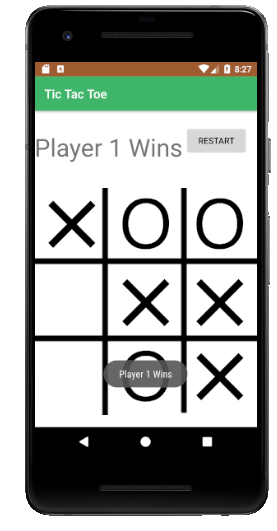 8:27
Tic Tac Toe
Player 1 Wins
RESTART
X O O
X X
O X
Player 1 Wins